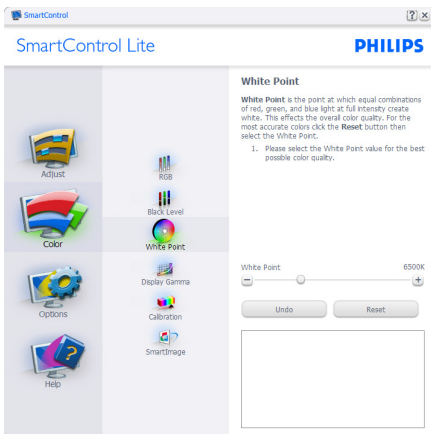 SmartControl
SmartControl Lite
PHILIPS
Adjust
Color
Options
Help
RGB
Black Level
White Point
Display Gamma
Calibration
SmartImage
White Point
White Point is the point at which equal combinations
of red, green, and blue light at full intensity create
white. This effects the overall color quality. For the
most accurate colors click the Reset button then
select the White Point.
1. Please select the White Point value for the best
possible color quality.
White Point 6500K
Undo Reset